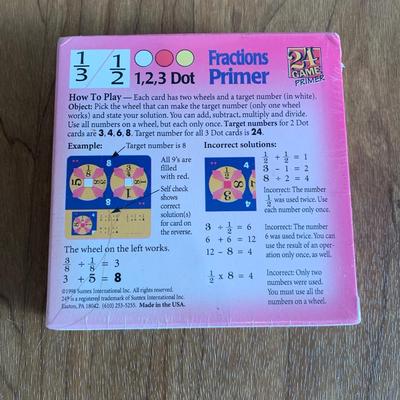 1/3 1/2
1,2,3 Dot
Fractions
Primer
24
GAME
PRIMER
How To Play — Each card has two wheels and a target number (in white).
Object: Pick the wheel that can make the target number (only one wheel
works) and state your solution. You can add, subtract, multiply and divide.
Use all numbers on a wheel, but each only once. Target numbers for 2 Dot
cards are 3, 4, 6, 8. Target number for all 3 Dot cards is 24.
Example:
Target number is 8
8
All 9's are
filled
with red.
Self check
shows
correct
solution(s)
for card on
the reverse.
The wheel on the left works.
3/8 ÷ 1/8 = 3
3 + 5 = 8
Incorrect solutions:
1/2 + 1/2 = 1
3 - 1 = 2
8 ÷ 2 = 4
Incorrect: The number
1/2 was used twice. Use
each number only once.
3 ÷ 1/2 = 6
6 + 6 = 12
12 - 8 = 4
Incorrect: The number
6 was used twice. You can
use the result of an oper-
ation only once, as well.
1/2 x 8 = 4
Incorrect: Only two
numbers were used.
You must use all the
numbers on a wheel.
©1998 Suntex International Inc. All rights reserved.
24® is a registered trademark of Suntex International Inc.
Easton, PA 18042. (610) 253-5255. Made in the USA.